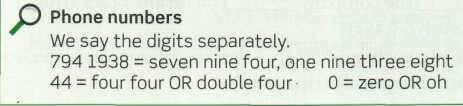 Phone numbers
We say the digits separately.
794 1938 = seven nine four, one nine three eight
44 = four four OR double four 0 = zero OR oh